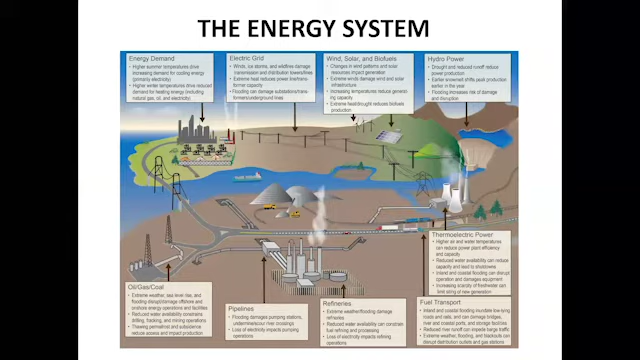 THE ENERGY SYSTEM
Energy Demand
• Higher summer temperatures drive
increasing demand for cooling energy
(primarily electricity)
• Higher winter temperatures drive reduced
demand for heating energy (including
natural gas, oil, and electricity)
Electric Grid
• Winds, ice storms, and wildfires damage
transmission and distribution towers/lines
• Extreme heat reduces power line/trans-
former capacity
• Flooding can damage substations/trans-
formers/underground lines
Wind, Solar, and Biofuels
• Changes in wind patterns and solar
resources impact generation
• Extreme winds damage wind and solar
infrastructure
• Increasing temperatures reduce generat-
ing capacity
• Extreme heat/drought reduces biofuels
production
Hydro Power
• Drought and reduced runoff reduce
power production
• Earlier snowmelt shifts peak production
earlier in the year
• Flooding increases risk of damage
and disruption
Thermoelectric Power
• Higher air and water temperatures
can reduce power plant efficiency
and capacity
• Reduced water availability can reduce
capacity and lead to shutdowns
• Inland and coastal flooding can disrupt
operation and damages equipment
• Increasing scarcity of freshwater can
limit siting of new generation
Oil/Gas/Coal
• Extreme weather, sea level rise, and
flooding disrupt/damage offshore and
onshore energy operations and facilities
• Reduced water availability constrains
drilling, fracking, and mining operations
• Thawing permafrost and subsidence
reduce access and impact production
Pipelines
• Flooding damages pumping stations,
undermines river crossings
• Loss of electricity impacts pumping
operations
Refineries
• Extreme weather/flooding damage
refineries
• Reduced water availability can constrain
fuel refining and processing
• Loss of electricity impacts refining
operations
Fuel Transport
• Inland and coastal flooding inundate low-lying
roads and rails, and can damage bridges,
river and coastal ports, and storage facilities
• Reduced river runoff can impede barge traffic
• Extreme weather, flooding, and blackouts can
disrupt distribution outlets and gas stations